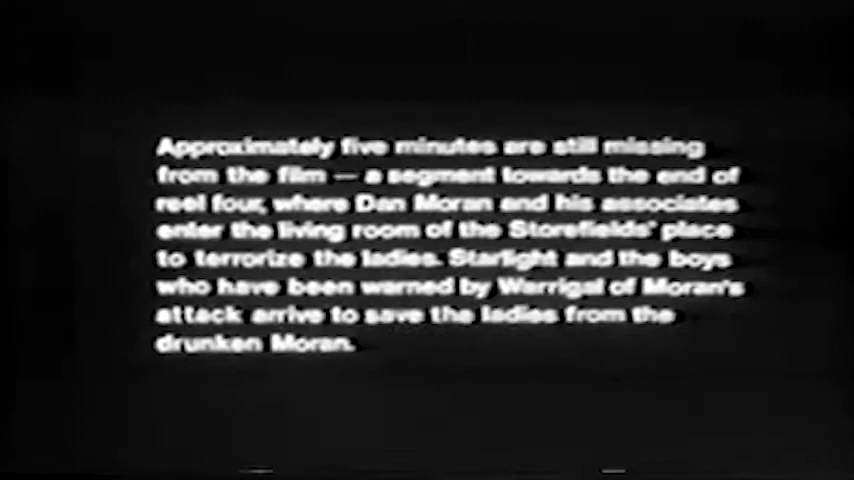 Approximately five minutes are still missing
from the film — a segment towards the end of
reel four, where Dan Moran and his associates
enter the living room of the Storefields' place
to terrorize the ladies. Starlight and the boys
who have been warned by Warrigal of Moran's
attack arrive to save the ladies from the
drunken Moran.